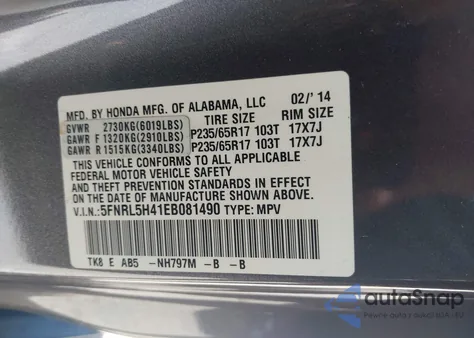 MFD. BY HONDA MFG. OF ALABAMA, LLC 02/'14
GVWR 2730KG(6019LBS) TIRE SIZE RIM SIZE
GAWR F 1320KG(2910LBS) P235/65R17 103T 17X7J
GAWR R 1515KG(3340LBS) P235/65R17 103T 17X7J
THIS VEHICLE CONFORMS TO ALL APPLICABLE
FEDERAL MOTOR VEHICLE SAFETY
AND THEFT PREVENTION STANDARDS IN
EFFECT ON THE DATE OF MANUFACTURE
SHOWN ABOVE.
V.I.N.:5FNRL5H41EB081490 TYPE: MPV
TK8 E AB5 -NH797M -B -B
autoSnap